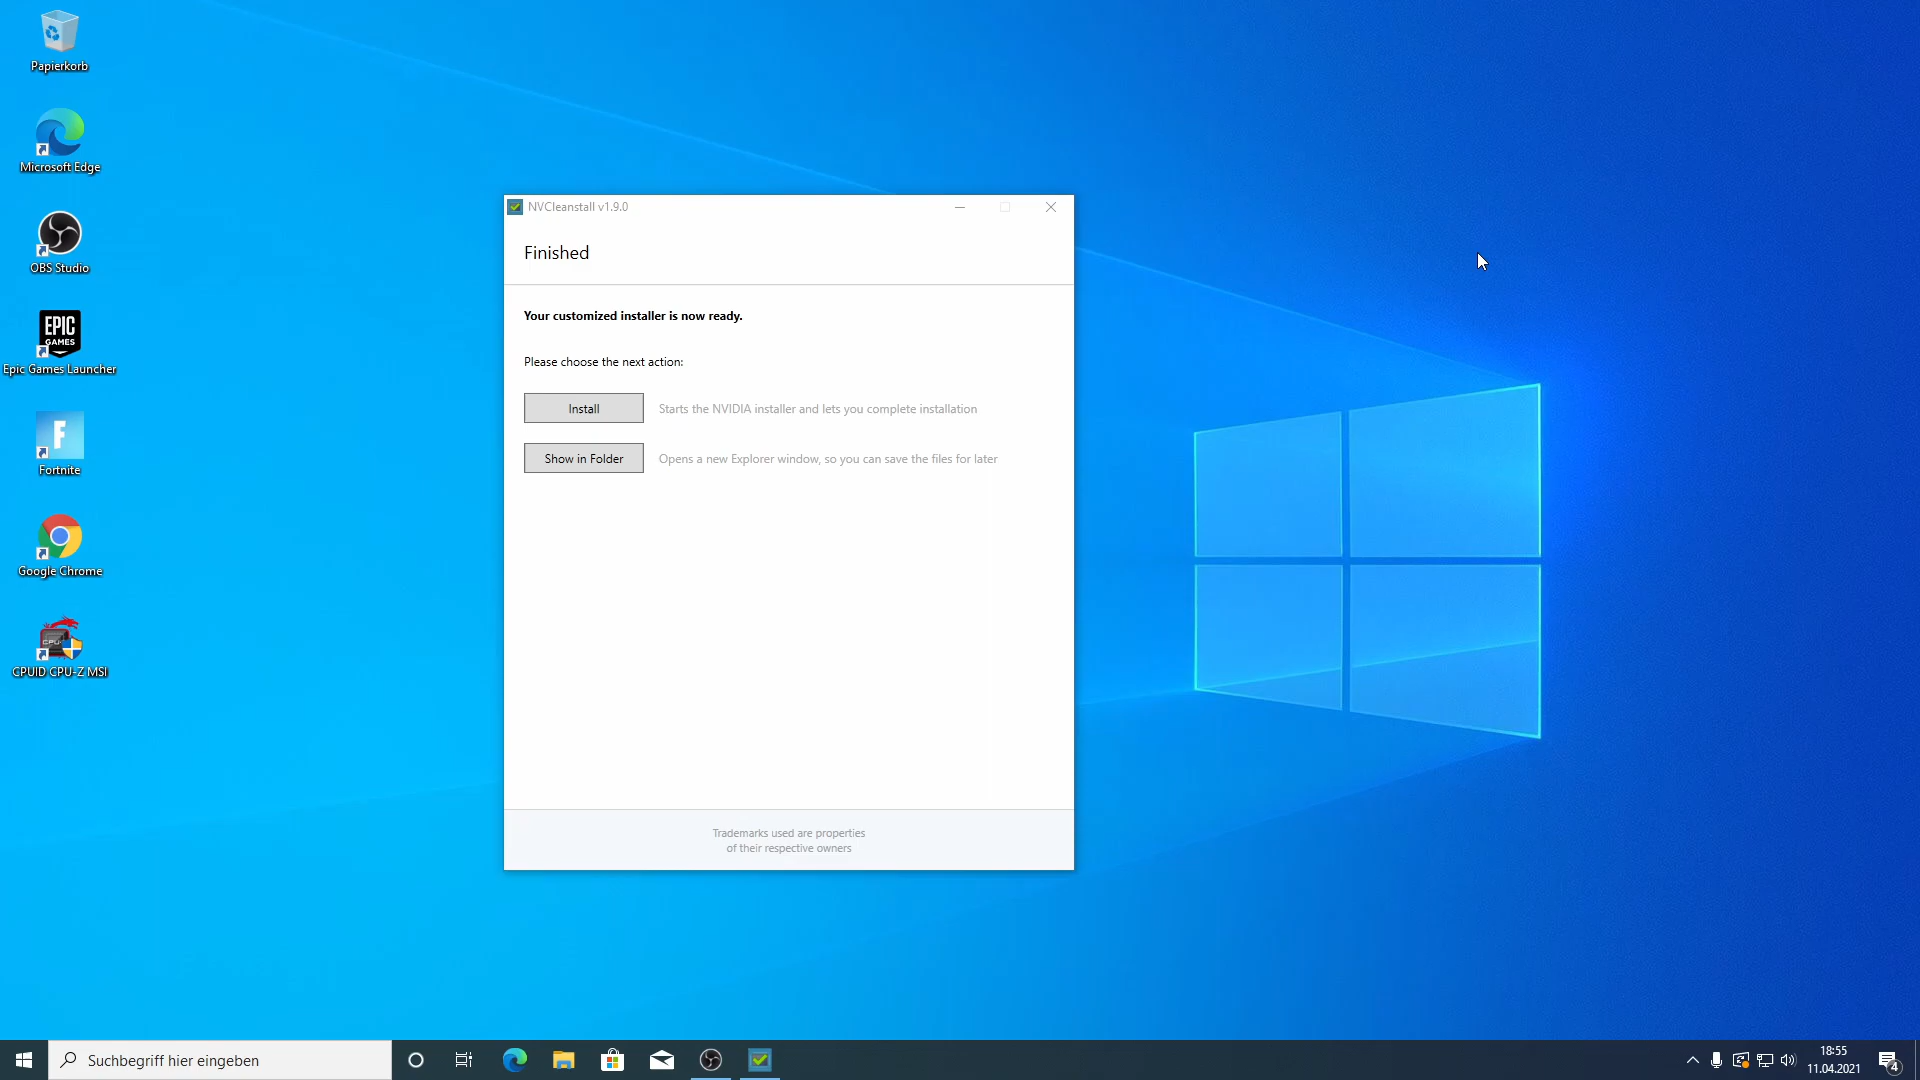 Papierkorb
Microsoft Edge
OBS Studio
EPIC
GAMES
Epic Games Launcher
F
Fortnite
Google Chrome
CPU
CPUID CPU-Z MSI
NVCleanstall v1.9.0
Finished
Your customized installer is now ready.
Please choose the next action:
Install Starts the NVIDIA installer and lets you complete installation
Show in Folder Opens a new Explorer window, so you can save the files for later
Trademarks used are properties
of their respective owners
Suchbegriff hier eingeben
18:55
11.04.2021
4